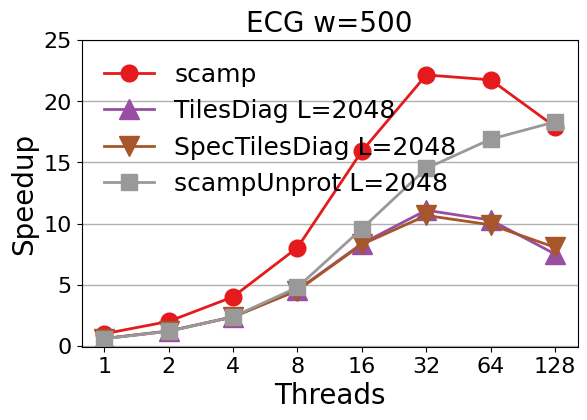 ECG w=500
25
20
15
10
5
0
Speedup
scamp
TilesDiag L=2048
SpecTilesDiag L=2048
scampUnprot L=2048
1 2 4 8 16 32 64 128
Threads